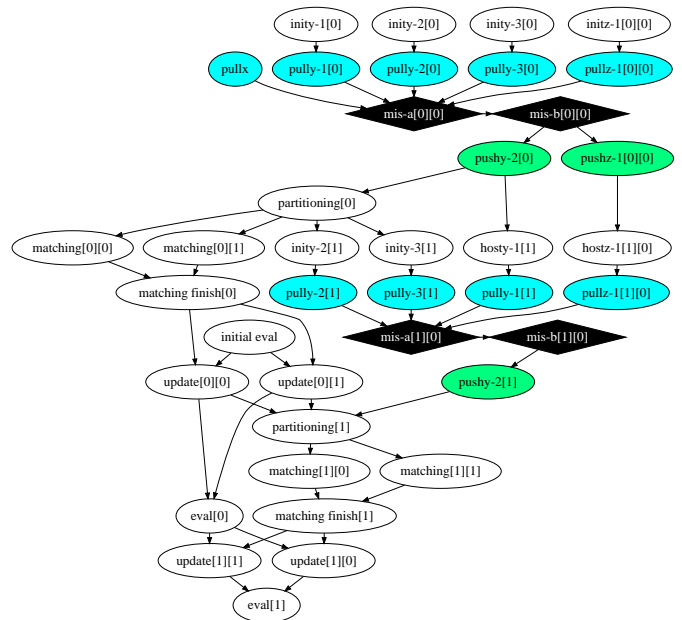 inity-1[0]
inity-2[0]
inity-3[0]
initz-1[0][0]
pullx
pully-1[0]
pully-2[0]
pully-3[0]
pullz-1[0][0]
mis-a[0][0]
mis-b[0][0]
pushy-2[0]
pushz-1[0][0]
partitioning[0]
matching[0][0]
matching[0][1]
inity-2[1]
inity-3[1]
hosty-1[1]
hostz-1[1][0]
matching finish[0]
pully-2[1]
pully-3[1]
pully-1[1]
pullz-1[1][0]
initial eval
mis-a[1][0]
mis-b[1][0]
update[0][0]
update[0][1]
pushy-2[1]
partitioning[1]
matching[1][0]
matching[1][1]
eval[0]
matching finish[1]
update[1][1]
update[1][0]
eval[1]